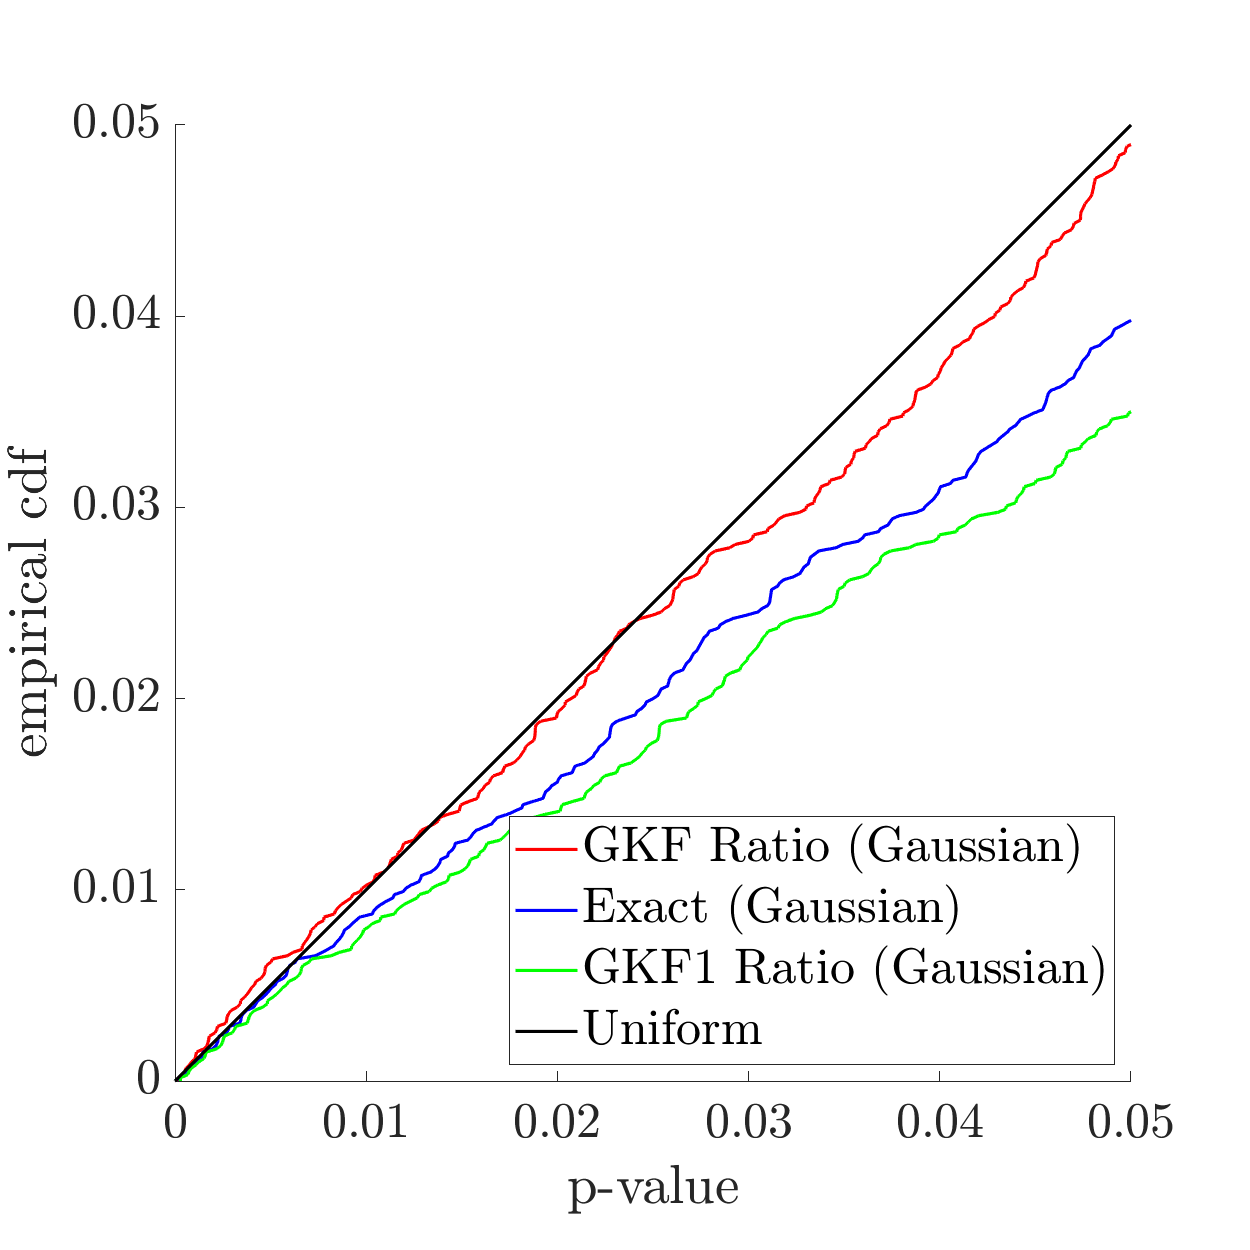 0.05
0.04
0.03
0.02
0.01
0
empirical cdf
GKF Ratio (Gaussian)
Exact (Gaussian)
GKF1 Ratio (Gaussian)
Uniform
0 0.01 0.02 0.03 0.04 0.05
p-value